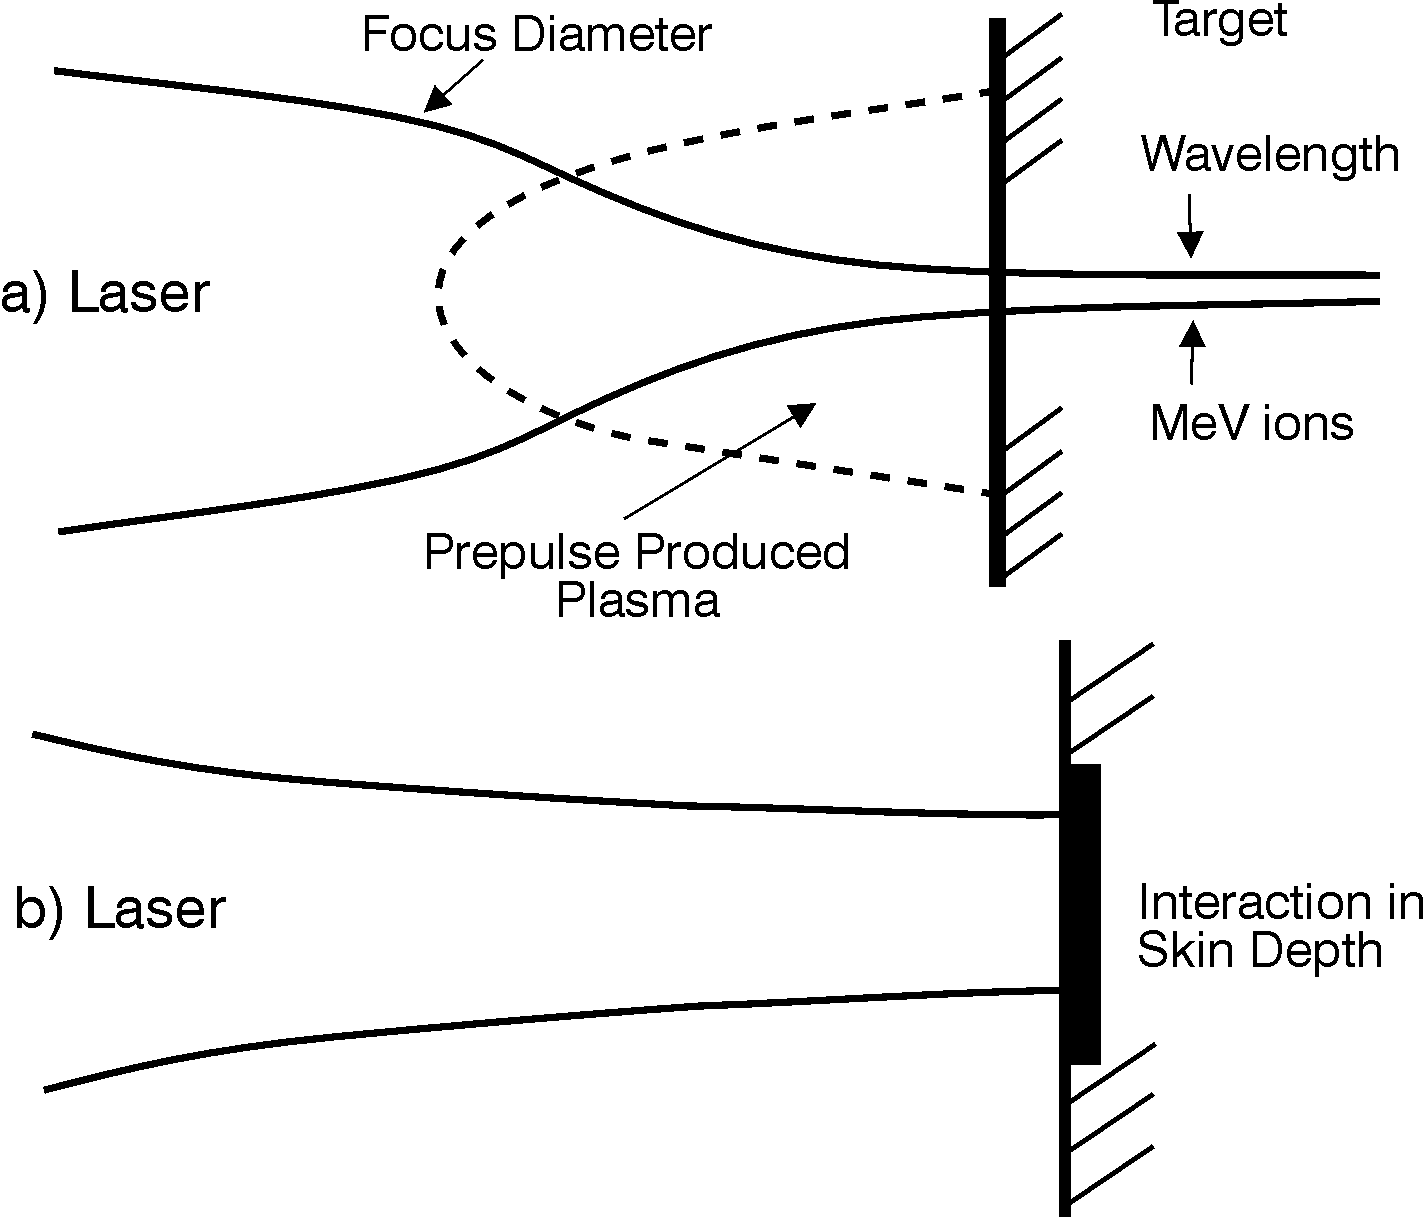 Focus Diameter
Target
Wavelength
a) Laser
MeV ions
Prepulse Produced
Plasma
b) Laser
Interaction in
Skin Depth